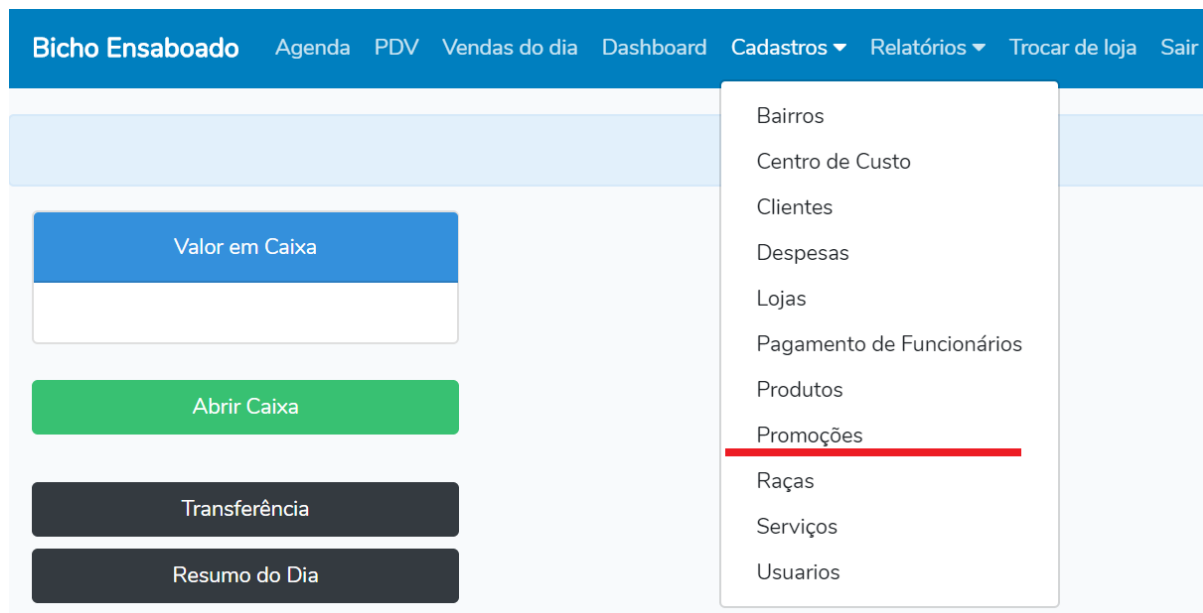 Bicho Ensaboado Agenda PDV Vendas do dia Dashboard Cadastros Relatórios Trocar de loja Sair
Bairros
Centro de Custo
Clientes
Despesas
Lojas
Pagamento de Funcionários
Produtos
Promoções
Raças
Serviços
Usuarios
Valor em Caixa
Abrir Caixa
Transferência
Resumo do Dia